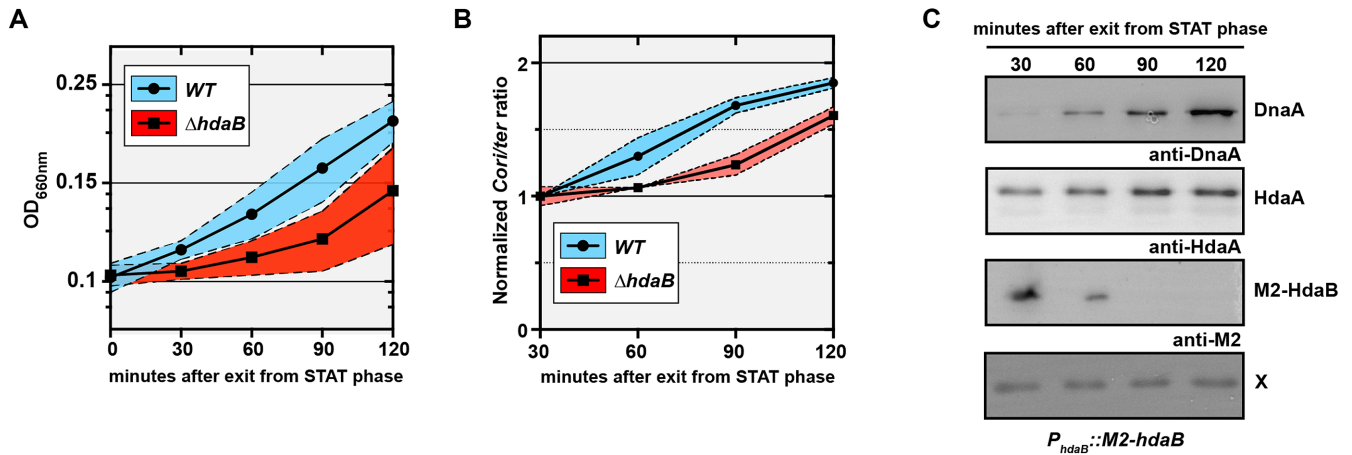 A
0.25
0.15
0.1
OD660nm
WT
ΔhdaB
0 30 60 90 120
minutes after exit from STAT phase
B
2
1
0
Normalized Cori/ter ratio
WT
ΔhdaB
30 60 90 120
minutes after exit from STAT phase
C
minutes after exit from STAT phase
30 60 90 120
DnaA
anti-DnaA
HdaA
anti-HdaA
M2-HdaB
anti-M2
X
PhdaB::M2-hdaB